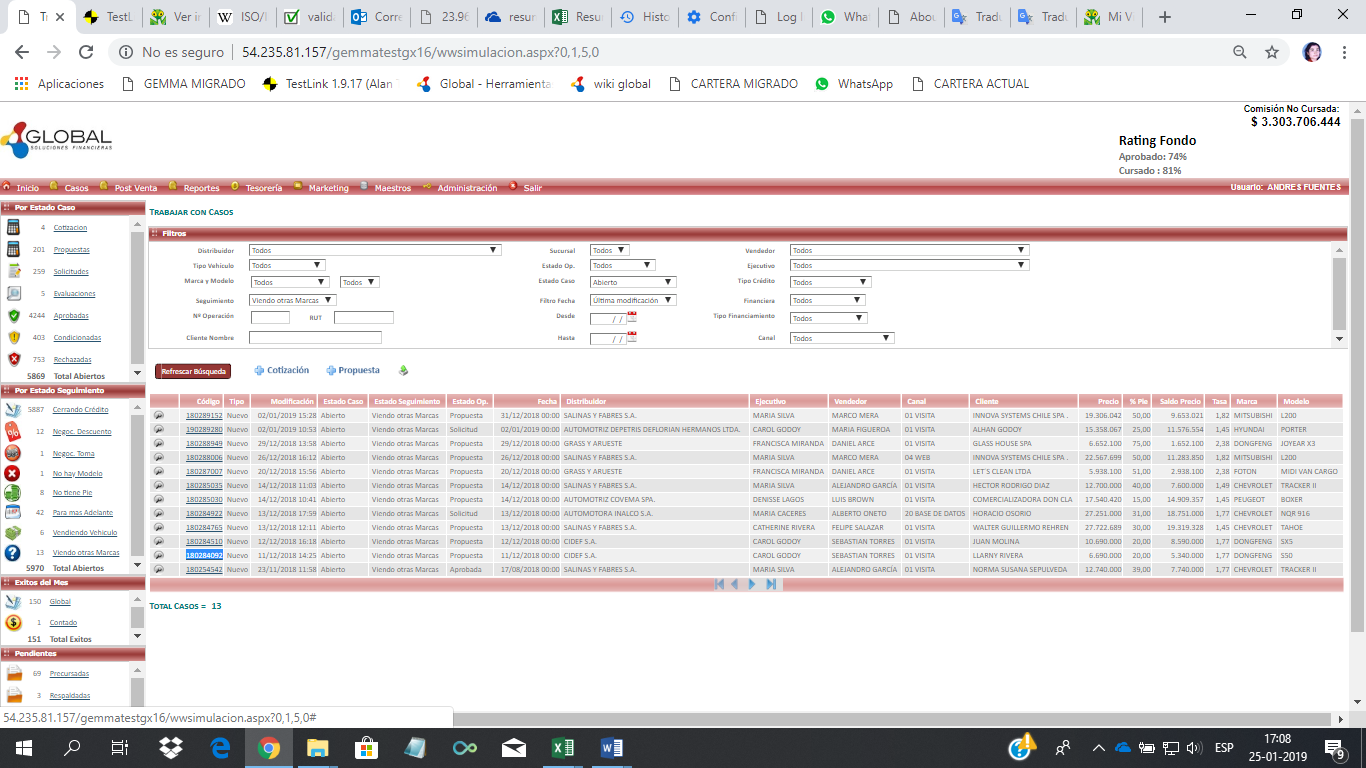 Tr TestL Ver ir ISO/I valid Corre 23.96 resur Resur Histo Confi Log I What Abou Tradu Tradu Mi V
No es seguro 54.235.81.157/gemmatestgx16/wwsimulacion.aspx?0,1,5,0
Aplicaciones GEMMA MIGRADO TestLink 1.9.17 (Alan Global - Herramienta wiki global CARTERA MIGRADO WhatsApp CARTERA ACTUAL
Comisión No Cursada:
$ 3.303.706.444
GLOBAL
SOLUCIONES FINANCIERAS
Rating Fondo
Aprobado: 74%
Cursado : 81%
Inicio Casos Post Venta Reportes Tesorería Marketing Maestros Administración Salir Usuario: ANDRES FUENTES
Por Estado Caso
4 Cotizacion
201 Propuestas
259 Solicitudes
5 Evaluaciones
4244 Aprobadas
403 Condicionadas
753 Rechazadas
5869 Total Abiertos
Por Estado Seguimiento
5887 Cerrando Crédito
12 Negoc. Descuento
1 Negoc. Toma
1 No hay Modelo
8 No tiene Pie
42 Para mas Adelante
6 Vendiendo Vehiculo
13 Viendo otras Marcas
5970 Total Abiertos
Exitos del Mes
150 Global
1 Contado
151 Total Exitos
Pendientes
69 Precursadas
3 Respaldadas
TRABAJAR CON CASOS
Filtros
Distribuidor Todos Sucursal Todos Vendedor Todos
Tipo Vehículo Todos Estado Op. Todos Ejecutivo Todos
Marca y Modelo Todos Todos Estado Caso Abierto Tipo Crédito Todos
Seguimiento Viendo otras Marcas Filtro Fecha Última modificación Financiera Todos
Nº Operación RUT Desde / / Tipo Financiamiento Todos
Cliente Nombre Hasta / / Canal Todos
Refrescar Búsqueda Cotización Propuesta
Código Tipo Modificación Estado Caso Estado Seguimiento Estado Op. Fecha Distribuidor Ejecutivo Vendedor Canal Cliente Precio % Pie Saldo Precio Tasa Marca Modelo
180289152 Nuevo 02/01/2019 15:28 Abierto Viendo otras Marcas Propuesta 31/12/2018 00:00 SALINAS Y FABRES S.A. MARIA SILVA MARCO MERA 01 VISITA INNOVA SYSTEMS CHILE SPA . 19.306.042 50,00 9.653.021 1,82 MITSUBISHI L200
190289280 Nuevo 02/01/2019 10:53 Abierto Viendo otras Marcas Solicitud 02/01/2019 00:00 AUTOMOTRIZ DEPETRIS DEFLORIAN HERMANOS LTDA. CAROL GODOY MARIA FIGUEROA 01 VISITA ALHAN GODOY 15.358.067 25,00 11.576.554 1,45 HYUNDAI PORTER
180288949 Nuevo 29/12/2018 13:58 Abierto Viendo otras Marcas Propuesta 29/12/2018 00:00 GRASS Y ARUESTE FRANCISCA MIRANDA DANIEL ARCE 01 VISITA GLASS HOUSE SPA 6.652.100 75,00 1.652.100 2,38 DONGFENG JOYEAR X3
180288006 Nuevo 26/12/2018 16:12 Abierto Viendo otras Marcas Propuesta 26/12/2018 00:00 SALINAS Y FABRES S.A. MARIA SILVA MARCO MERA 04 WEB INNOVA SYSTEMS CHILE SPA . 22.567,699 50,00 11.283.850 1,82 MITSUBISHI L200
180287007 Nuevo 20/12/2018 15:56 Abierto Viendo otras Marcas Propuesta 20/12/2018 00:00 GRASS Y ARUESTE FRANCISCA MIRANDA DANIEL ARCE 01 VISITA LET´S CLEAN LTDA 5.938.100 51,00 2.938.100 2,38 FOTON MIDI VAN CARGO
180285035 Nuevo 14/12/2018 11:03 Abierto Viendo otras Marcas Propuesta 14/12/2018 00:00 SALINAS Y FABRES S.A. MARIA SILVA ALEJANDRO GARCÍA 01 VISITA HECTOR RODRIGO DIAZ 12.700.000 40,00 7.600.000 1,49 CHEVROLET TRACKER II
180285030 Nuevo 14/12/2018 10:41 Abierto Viendo otras Marcas Propuesta 14/12/2018 00:00 AUTOMOTORA COVEMA SPA. DENISSE LAGOS LUIS BROWN 01 VISITA COMERCIALIZADORA DON CLA 17.540.420 15,00 14.909.357 1,45 PEUGEOT BOXER
180284922 Nuevo 13/12/2018 17:59 Abierto Viendo otras Marcas Solicitud 13/12/2018 00:00 AUTOMOTORA INALCO S.A. MARIA CACERES ALBERTO ONETO 20 BASE DE DATOS HORACIO OSORIO 27.251.000 31,00 18.751.000 1,77 CHEVROLET NQR 916
180284765 Nuevo 13/12/2018 12:11 Abierto Viendo otras Marcas Propuesta 13/12/2018 00:00 SALINAS Y FABRES S.A. CATHERINE RIVERA FELIPE SALAZAR 01 VISITA WALTER GUILLERMO REHREN 27.722.689 30,00 19.319.328 1,45 CHEVROLET TAHOE
180284510 Nuevo 12/12/2018 16:18 Abierto Viendo otras Marcas Propuesta 12/12/2018 00:00 CIDEF S.A. CAROL GODOY SEBASTIAN TORRES 01 VISITA JUAN MOLINA 10.690.000 20,00 8.590.000 1,77 DONGFENG SX5
180284092 Nuevo 11/12/2018 14:25 Abierto Viendo otras Marcas Propuesta 11/12/2018 00:00 CIDEF S.A. CAROL GODOY SEBASTIAN TORRES 01 VISITA LLARNY RIVERA 6.690.000 20,00 5.340.000 1,77 DONGFENG S50
180254542 Nuevo 23/11/2018 11:58 Abierto Viendo otras Marcas Aprobada 17/08/2018 00:00 SALINAS Y FABRES S.A. MARIA SILVA ALEJANDRO GARCÍA 01 VISITA NORMA SUSANA SEPULVEDA 12.740.000 39,00 7.740.000 1,77 CHEVROLET TRACKER II
TOTAL CASOS = 13
54.235.81.157/gemmatestgx16/wwsimulacion.aspx?0,1,5,0#
ESP 17:08
25-01-2019 9